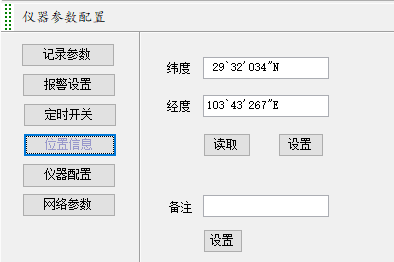 仪器参数配置
记录参数
报警设置
定时开关
位置信息
仪器配置
网络参数
纬度 29`32'034"N
经度 103`43'267"E
读取 设置
备注
设置